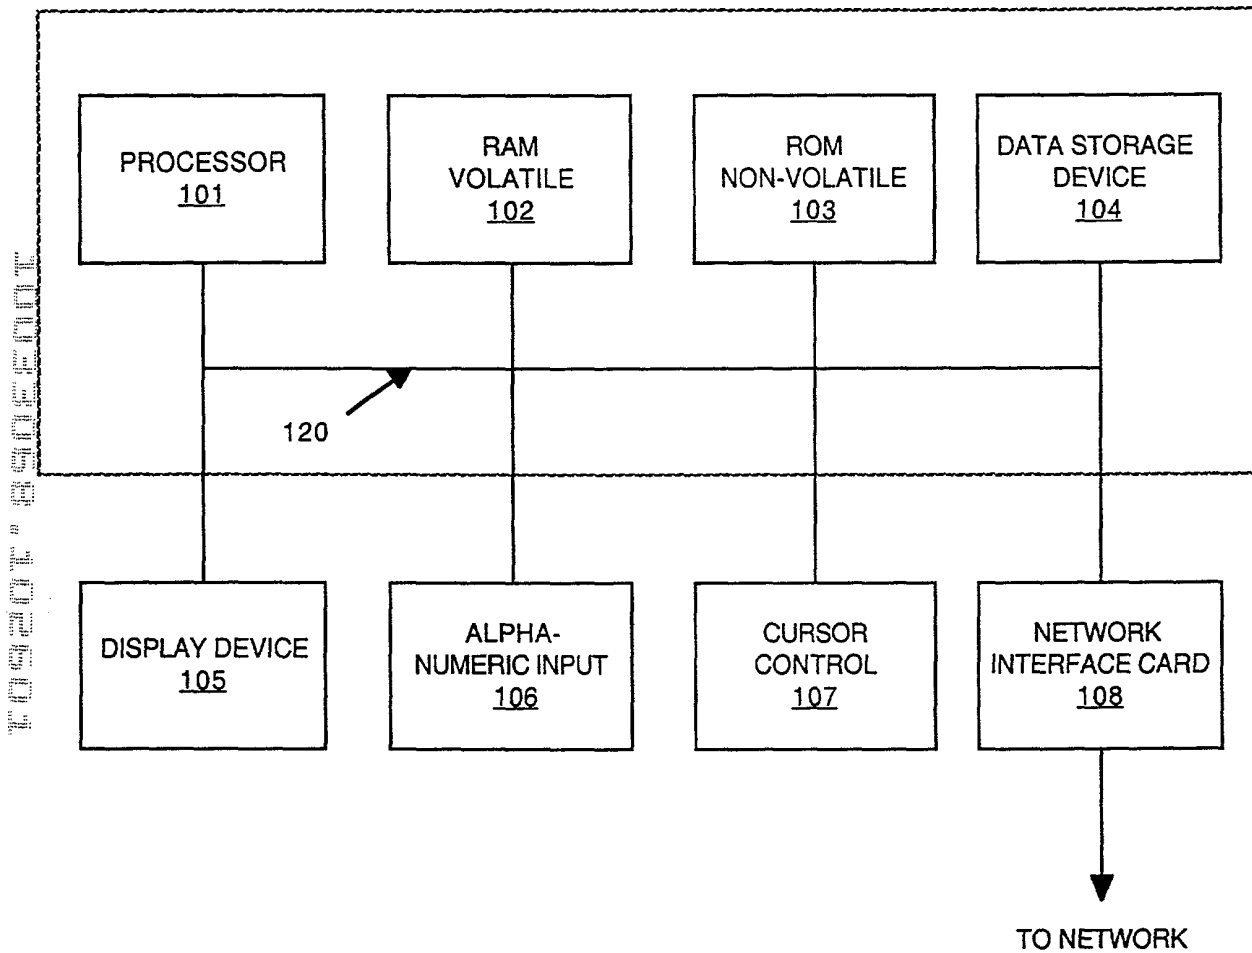 PROCESSOR
101
RAM
VOLATILE
102
ROM
NON-VOLATILE
103
DATA STORAGE
DEVICE
104
120
DISPLAY DEVICE
105
ALPHA-
NUMERIC INPUT
106
CURSOR
CONTROL
107
NETWORK
INTERFACE CARD
108
TO NETWORK